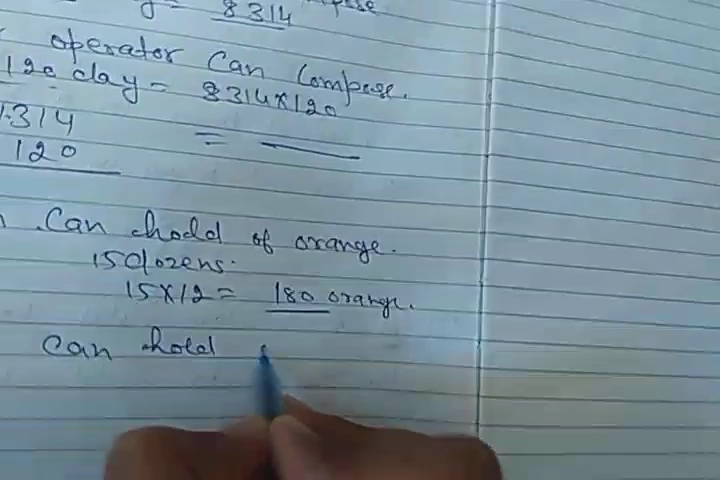 y = 8314
operator can compose.
120 day = 8314×120
314
120
=
can hold of orange.
15 dozens.
15×12 = 180 orange.
can hold